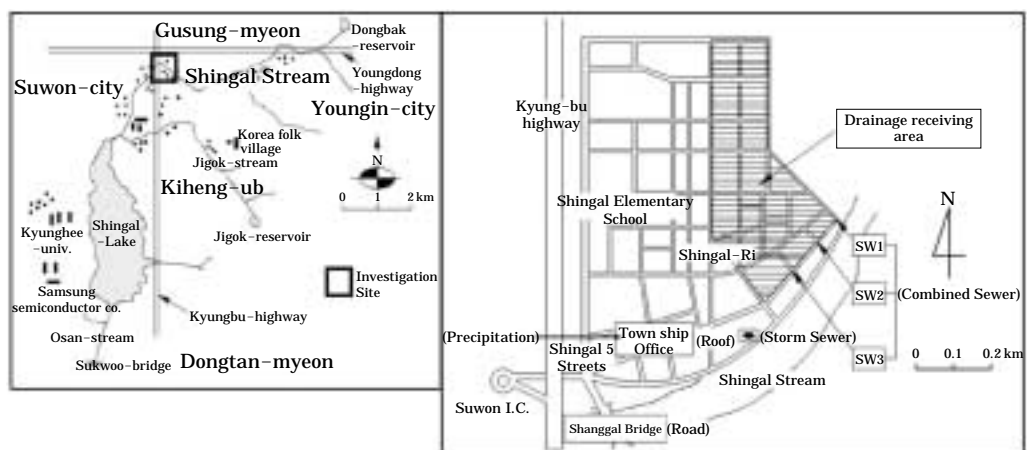 Gusung-myeon
Dongbak
-reservoir
Suwon-city
Shingal Stream
Youngdong-
highway
Youngin-city
Korea folk
village
Jigok-stream
N
Kiheng-ub
0 1 2 km
Shingal
-Lake
Kyunghee
-univ.
Jigok-reservoir
Samsung
semiconductor co.
Investigation
Site
Kyungbu-highway
Osan-stream
Sukwoo-bridge
Dongtan-myeon
Kyung-bu
highway
Drainage receiving
area
Shingal Elementary
School
N
Shingal-Ri
SW1
SW2
(Combined Sewer)
(Precipitation)
Town ship
Office
(Roof)
(Storm Sewer)
SW3
Shingal 5
Streets
0 0.1 0.2 km
Shingal Stream
Suwon I.C.
Shanggal Bridge
(Road)